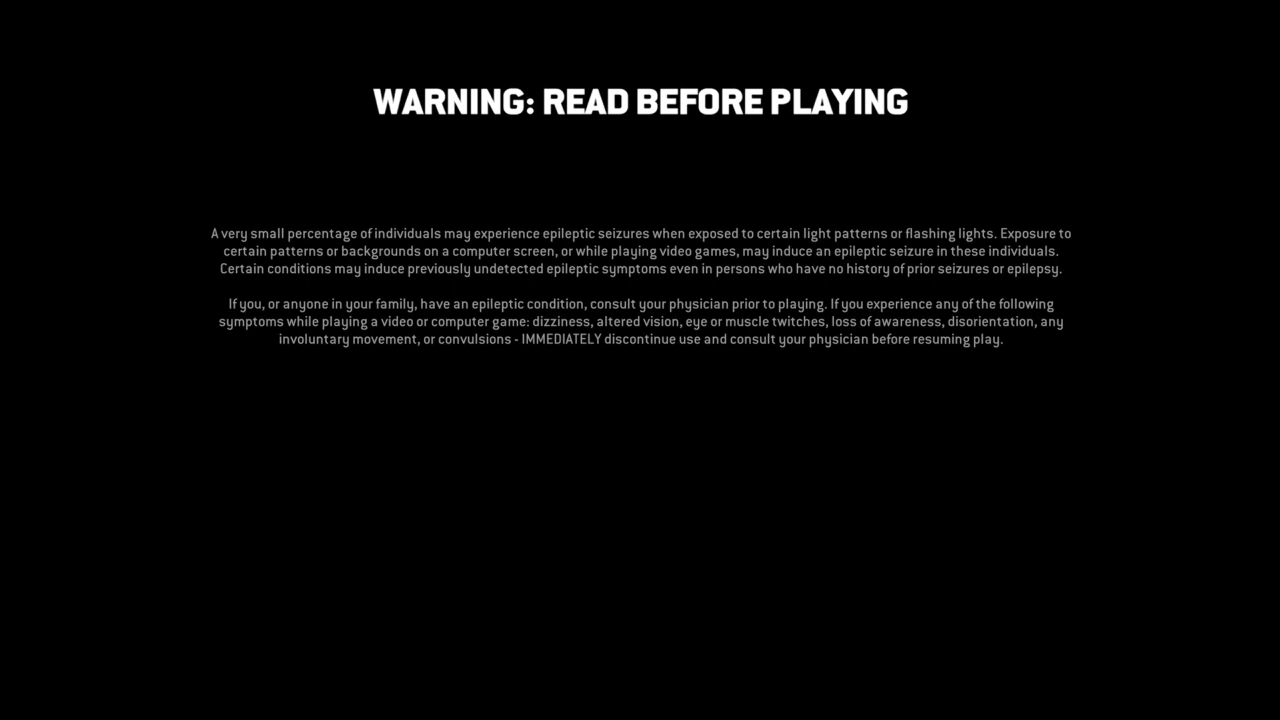 WARNING: READ BEFORE PLAYING
A very small percentage of individuals may experience epileptic seizures when exposed to certain light patterns or flashing lights. Exposure to
certain patterns or backgrounds on a computer screen, or while playing video games, may induce an epileptic seizure in these individuals.
Certain conditions may induce previously undetected epileptic symptoms even in persons who have no history of prior seizures or epilepsy.
If you, or anyone in your family, have an epileptic condition, consult your physician prior to playing. If you experience any of the following
symptoms while playing a video or computer game: dizziness, altered vision, eye or muscle twitches, loss of awareness, disorientation, any
involuntary movement, or convulsions - IMMEDIATELY discontinue use and consult your physician before resuming play.